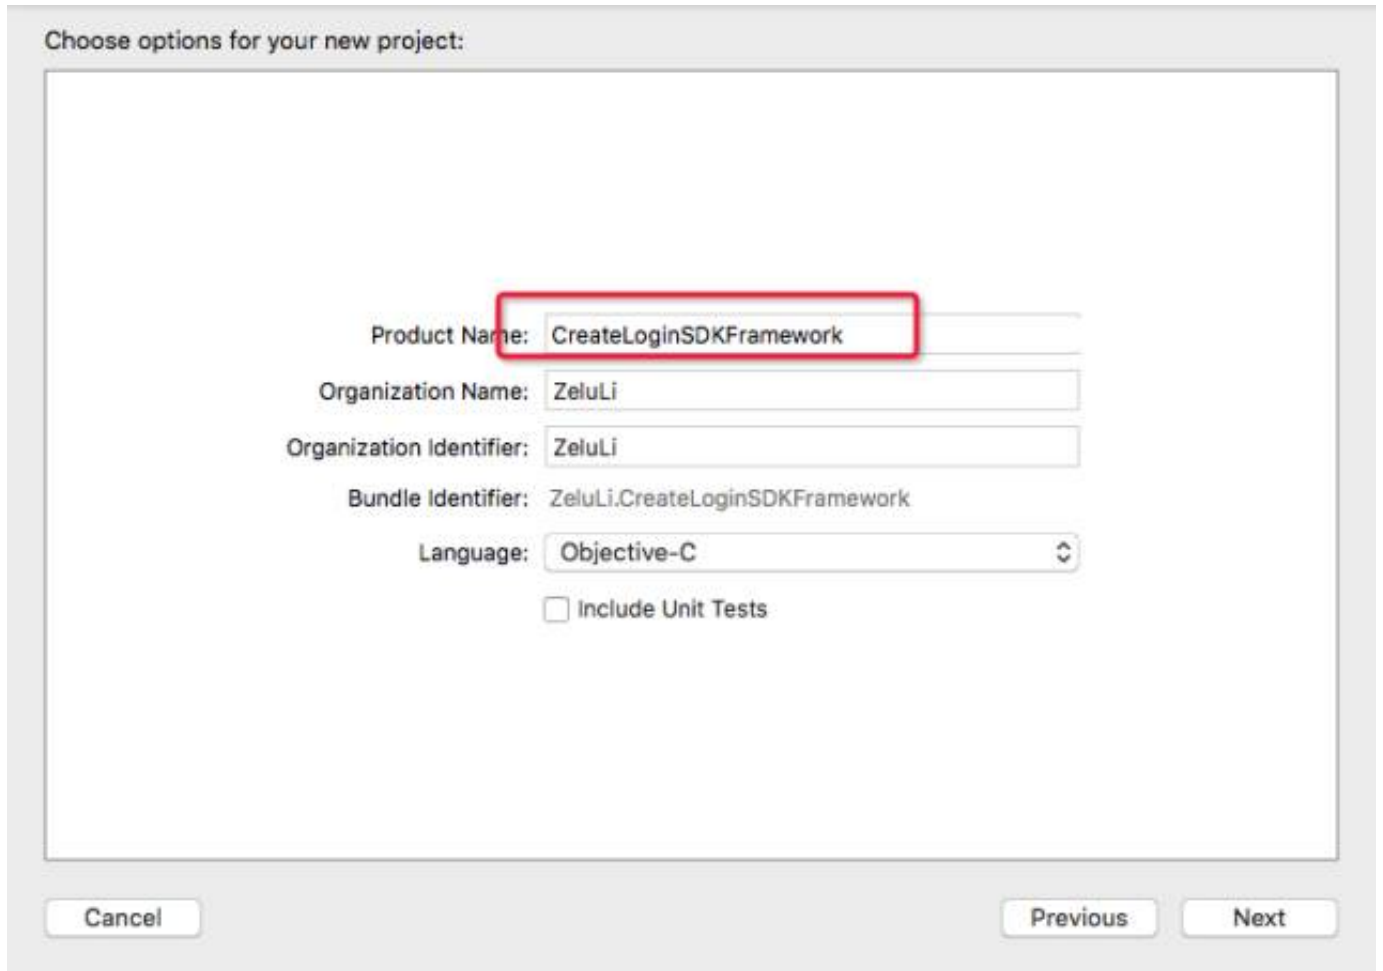 Choose options for your new project:
Product Name: CreateLoginSDKFramework
Organization Name: ZeluLi
Organization Identifier: ZeluLi
Bundle Identifier: ZeluLi.CreateLoginSDKFramework
Language: Objective-C
Include Unit Tests
Cancel Previous Next